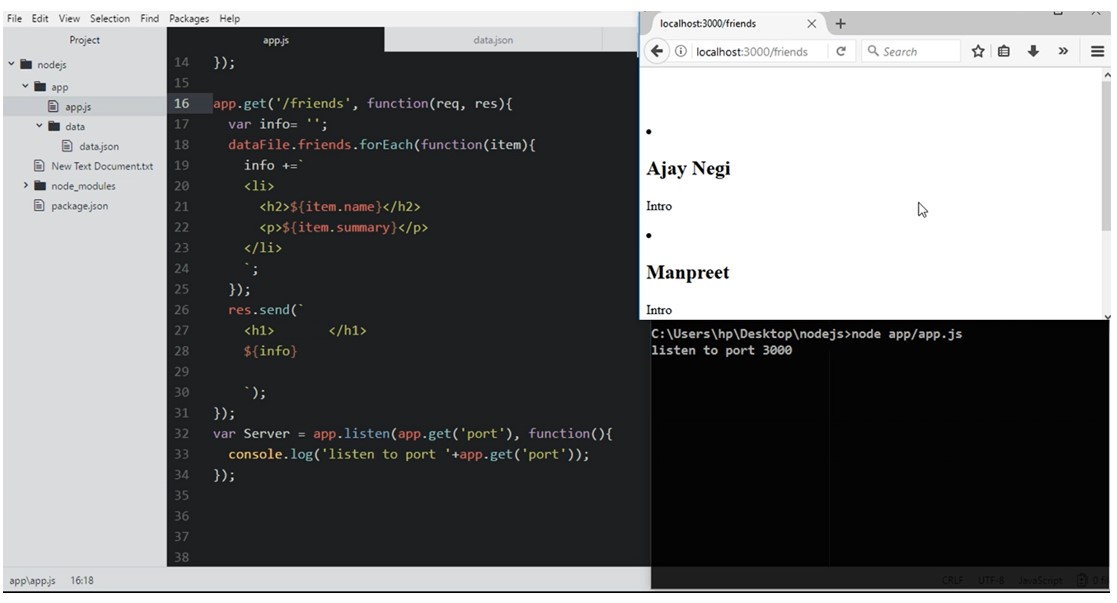 File Edit View Selection Find Packages Help
Project
nodejs
app
app.js
data
data.json
New Text Document.txt
node_modules
package.json
app.js
data.json
14 });
15
16 app.get('/friends', function(req, res){
17 var info= '';
18 dataFile.friends.forEach(function(item){
19 info +=`
20 <li>
21 <h2>${item.name}</h2>
22 <p>${item.summary}</p>
23 </li>
24 `;
25 });
26 res.send(`
27 <h1> </h1>
28 ${info}
29
30 `);
31 });
32 var Server = app.listen(app.get('port'), function(){
33 console.log('listen to port '+app.get('port'));
34 });
35
36
37
38
localhost:3000/friends
localhost:3000/friends
Search
Ajay Negi
Intro
Manpreet
Intro
C:\Users\hp\Desktop\nodejs>node app/app.js
listen to port 3000
app\app.js 16:18
CRLF UTF-8 JavaScript